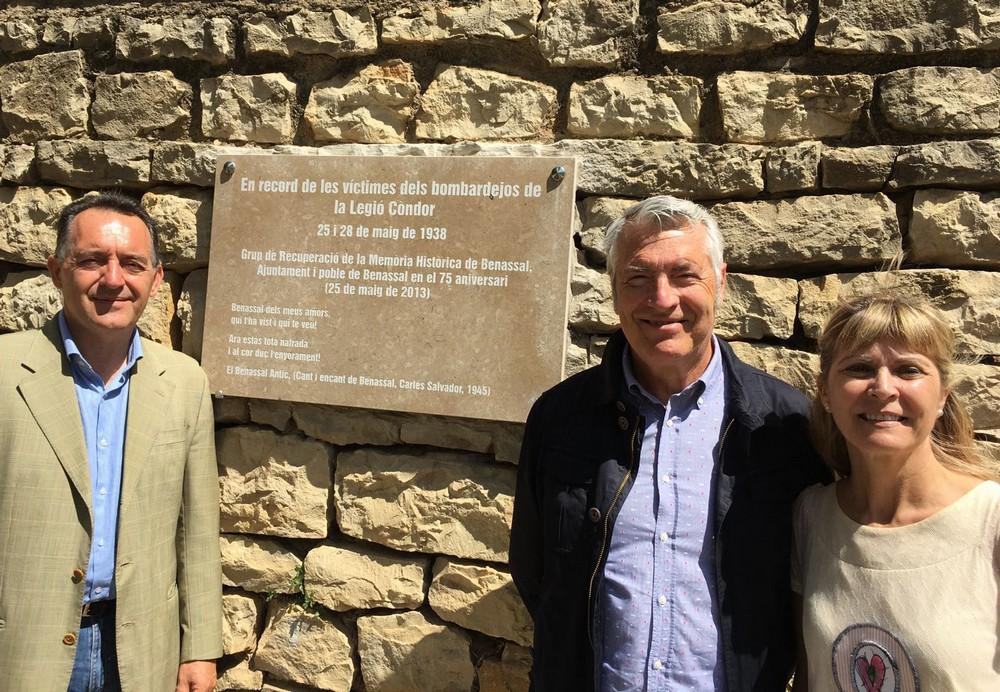 En record de les víctimes dels bombardejos de
la Legió Còndor
25 i 28 de maig de 1938
Grup de Recuperació de la Memòria Històrica de Benassal,
Ajuntament i poble de Benassal en el 75 aniversari
(25 de maig de 2013)
Benassal dels meus amors,
qui t'ha vist i qui te veu!
Ara estas tota nafrada
i al cor duc l'enyorament!
El Benassal Antic, (Cant i encant de Benassal, Carles Salvador, 1945)